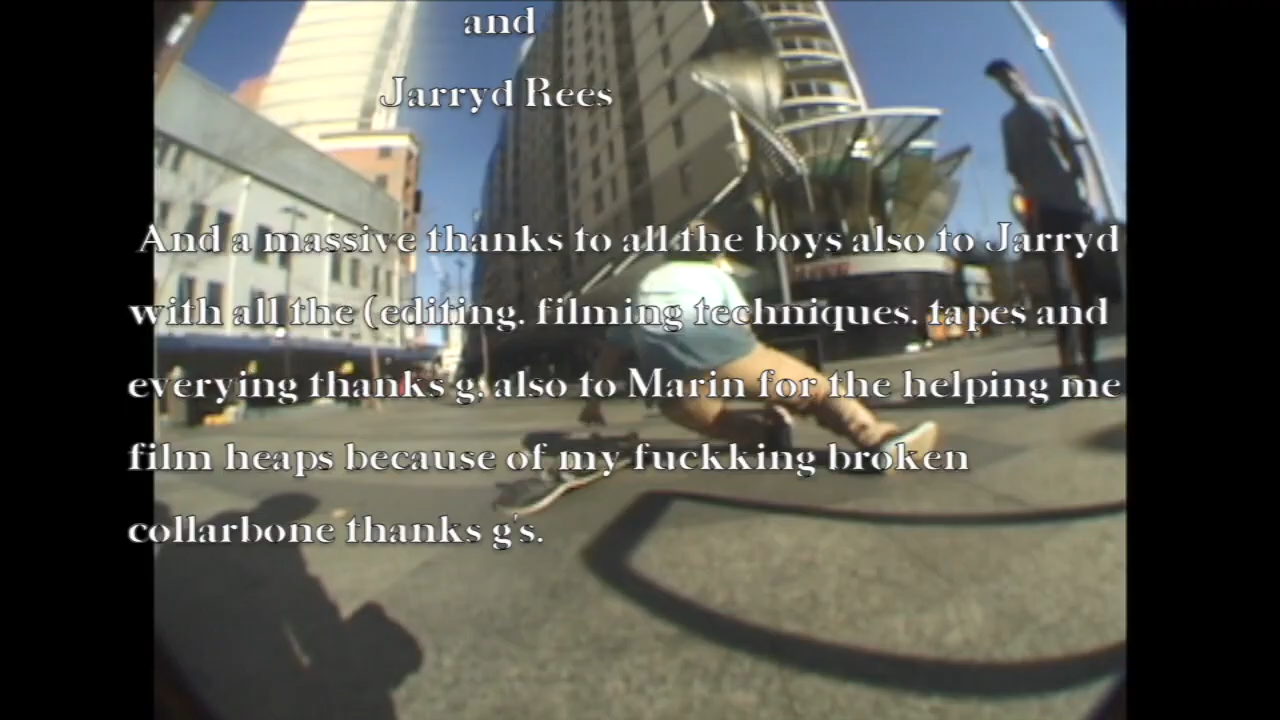 and
Jarryd Rees
And a massive thanks to all the boys also to Jarryd
with all the (editing. filming techniques. tapes and
everying thanks g, also to Marin for the helping me
film heaps because of my fuckking broken
collarbone thanks g's.